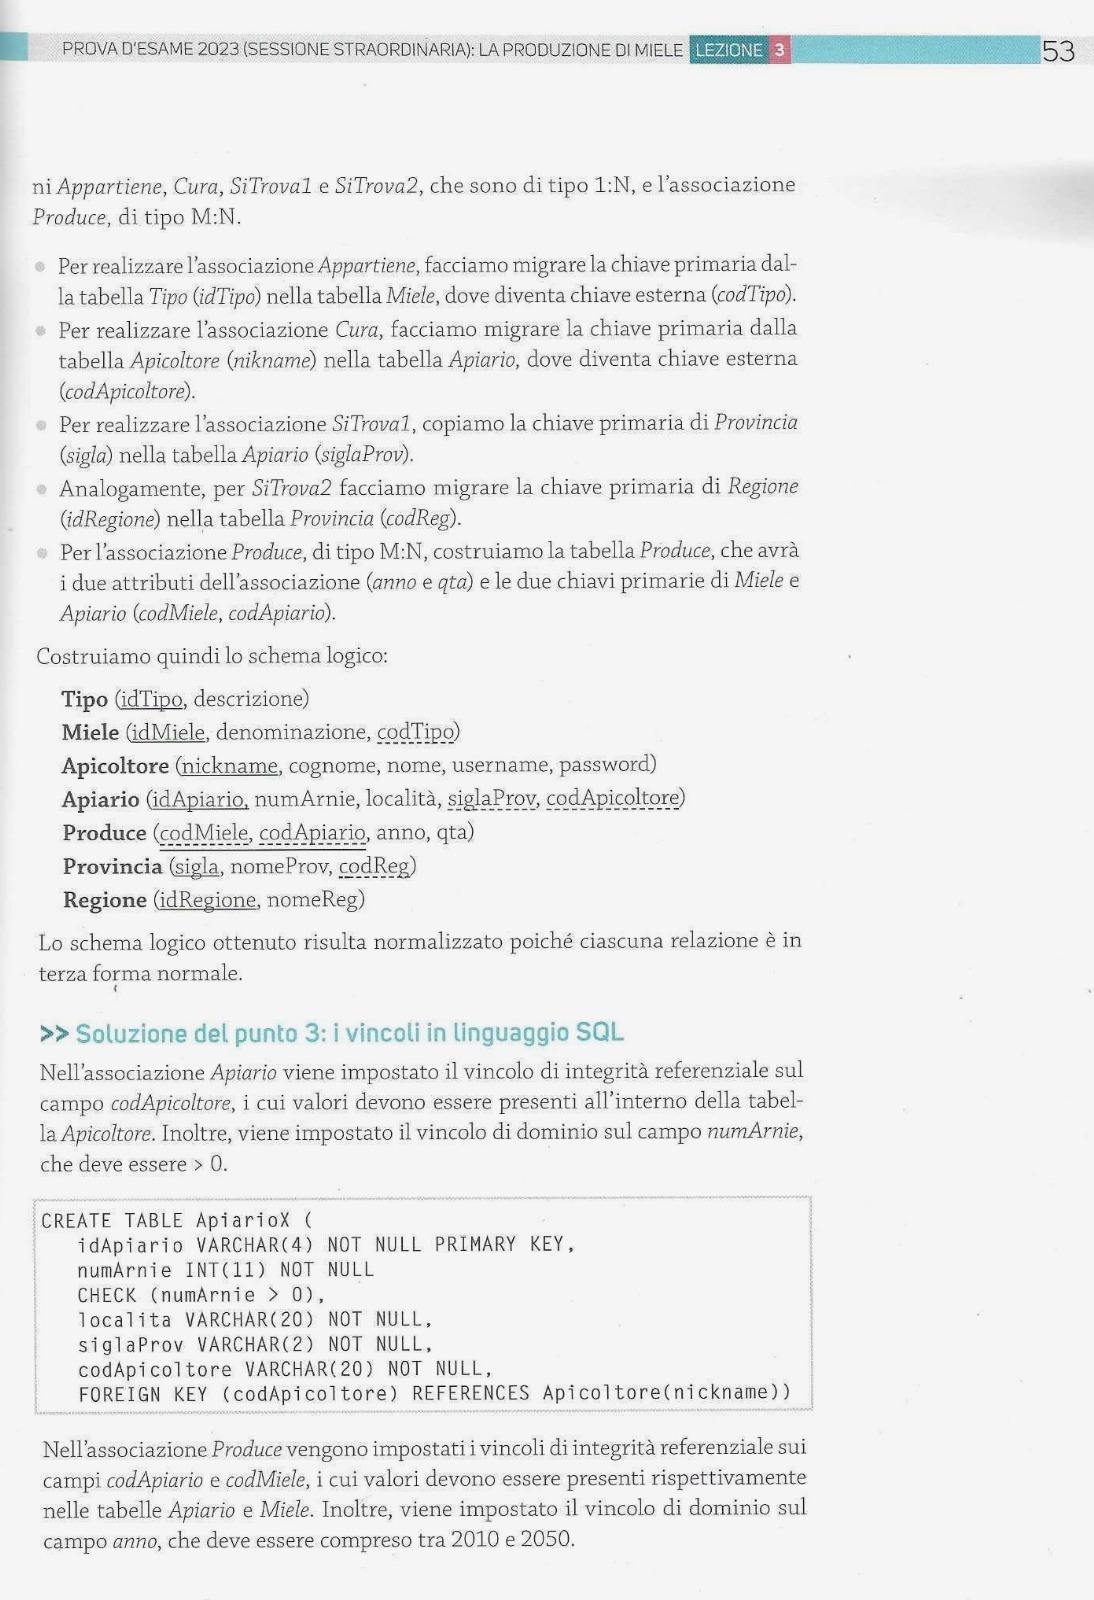 PROVA D'ESAME 2023 (SESSIONE STRAORDINARIA): LA PRODUZIONE DI MIELE LEZIONE 3 53
ni Appartiene, Cura, SiTrova1 e SiTrova2, che sono di tipo 1:N, e l'associazione
Produce, di tipo M:N.
• Per realizzare l'associazione Appartiene, facciamo migrare la chiave primaria dal-
la tabella Tipo (idTipo) nella tabella Miele, dove diventa chiave esterna (codTipo).
• Per realizzare l'associazione Cura, facciamo migrare la chiave primaria dalla
tabella Apicoltore (nikname) nella tabella Apiario, dove diventa chiave esterna
(codApicoltore).
• Per realizzare l'associazione SiTrova1, copiamo la chiave primaria di Provincia
(sigla) nella tabella Apiario (siglaProv).
• Analogamente, per SiTrova2 facciamo migrare la chiave primaria di Regione
(idRegione) nella tabella Provincia (codReg).
• Per l'associazione Produce, di tipo M:N, costruiamo la tabella Produce, che avrà
i due attributi dell'associazione (anno e qta) e le due chiavi primarie di Miele e
Apiario (codMiele, codApiario).
Costruiamo quindi lo schema logico:
Tipo (idTipo, descrizione)
Miele (idMiele, denominazione, codTipo)
Apicoltore (nickname, cognome, nome, username, password)
Apiario (idApiario, numArnie, località, siglaProv, codApicoltore)
Produce (codMiele, codApiario, anno, qta)
Provincia (sigla, nomeProv, codReg)
Regione (idRegione, nomeReg)
Lo schema logico ottenuto risulta normalizzato poiché ciascuna relazione è in
terza forma normale.
>> Soluzione del punto 3: i vincoli in linguaggio SQL
Nell'associazione Apiario viene impostato il vincolo di integrità referenziale sul
campo codApicoltore, i cui valori devono essere presenti all'interno della tabel-
la Apicoltore. Inoltre, viene impostato il vincolo di dominio sul campo numArnie,
che deve essere > 0.
CREATE TABLE ApiarioX (
idApiario VARCHAR(4) NOT NULL PRIMARY KEY,
numArnie INT(11) NOT NULL
CHECK (numArnie > 0),
localita VARCHAR(20) NOT NULL,
siglaProv VARCHAR(2) NOT NULL,
codApicoltore VARCHAR(20) NOT NULL,
FOREIGN KEY (codApicoltore) REFERENCES Apicoltore(nickname))
Nell'associazione Produce vengono impostati i vincoli di integrità referenziale sui
campi codApiario e codMiele, i cui valori devono essere presenti rispettivamente
nelle tabelle Apiario e Miele. Inoltre, viene impostato il vincolo di dominio sul
campo anno, che deve essere compreso tra 2010 e 2050.